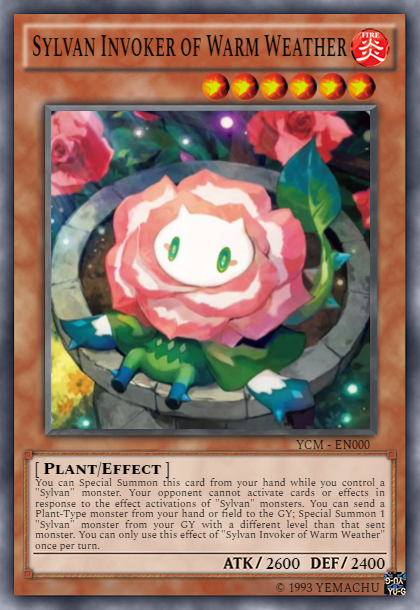 SYLVAN INVOKER OF WARM WEATHER
FIRE
炎
YCM - EN000
[ PLANT/EFFECT ]
You can Special Summon this card from your hand while you control a
"Sylvan" monster. Your opponent cannot activate cards or effects in
response to the effect activations of "Sylvan" monsters. You can send a
Plant-Type monster from your hand or field to the GY; Special Summon 1
"Sylvan" monster from your GY with a different level than that sent
monster. You can only use this effect of "Sylvan Invoker of Warm Weather"
once per turn.
ATK / 2600 DEF / 2400
© 1993 YEMACHU